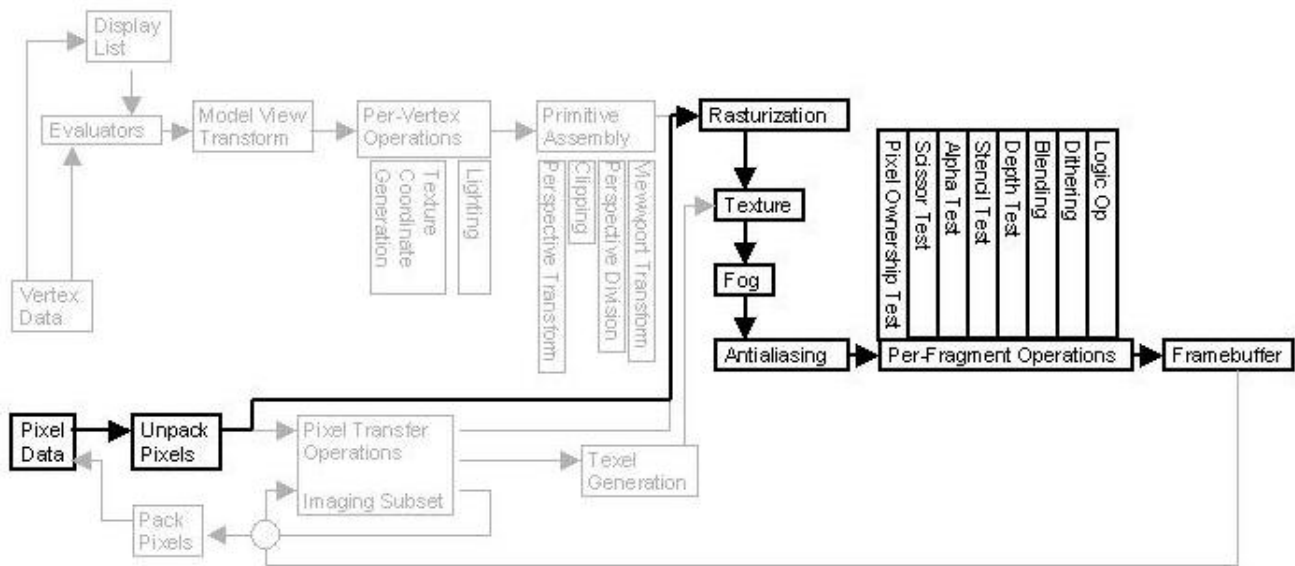 Display
List
Evaluators
Model View
Transform
Per-Vertex
Operations
Primitive
Assembly
Rasturization
Texture
Coordinate
Generation
Lighting
Perspective Transform
Clipping
Perspective Division
Viewvport Transform
Texture
Fog
Antialiasing
Pixel Ownership Test
Scissor Test
Alpha Test
Stencil Test
Depth Test
Blending
Dithering
Logic Op
Per-Fragment Operations
Framebuffer
Vertex
Data
Pixel
Data
Unpack
Pixels
Pixel Transfer
Operations
Imaging Subset
Texel
Generation
Pack
Pixels